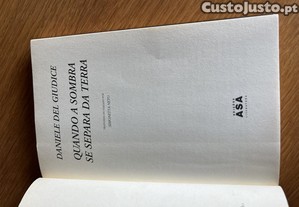 CustoJusto.pt
DANIELE DEL GIUDICE
QUANDO A SOMBRA
SE SEPARA DA TERRA
ASA